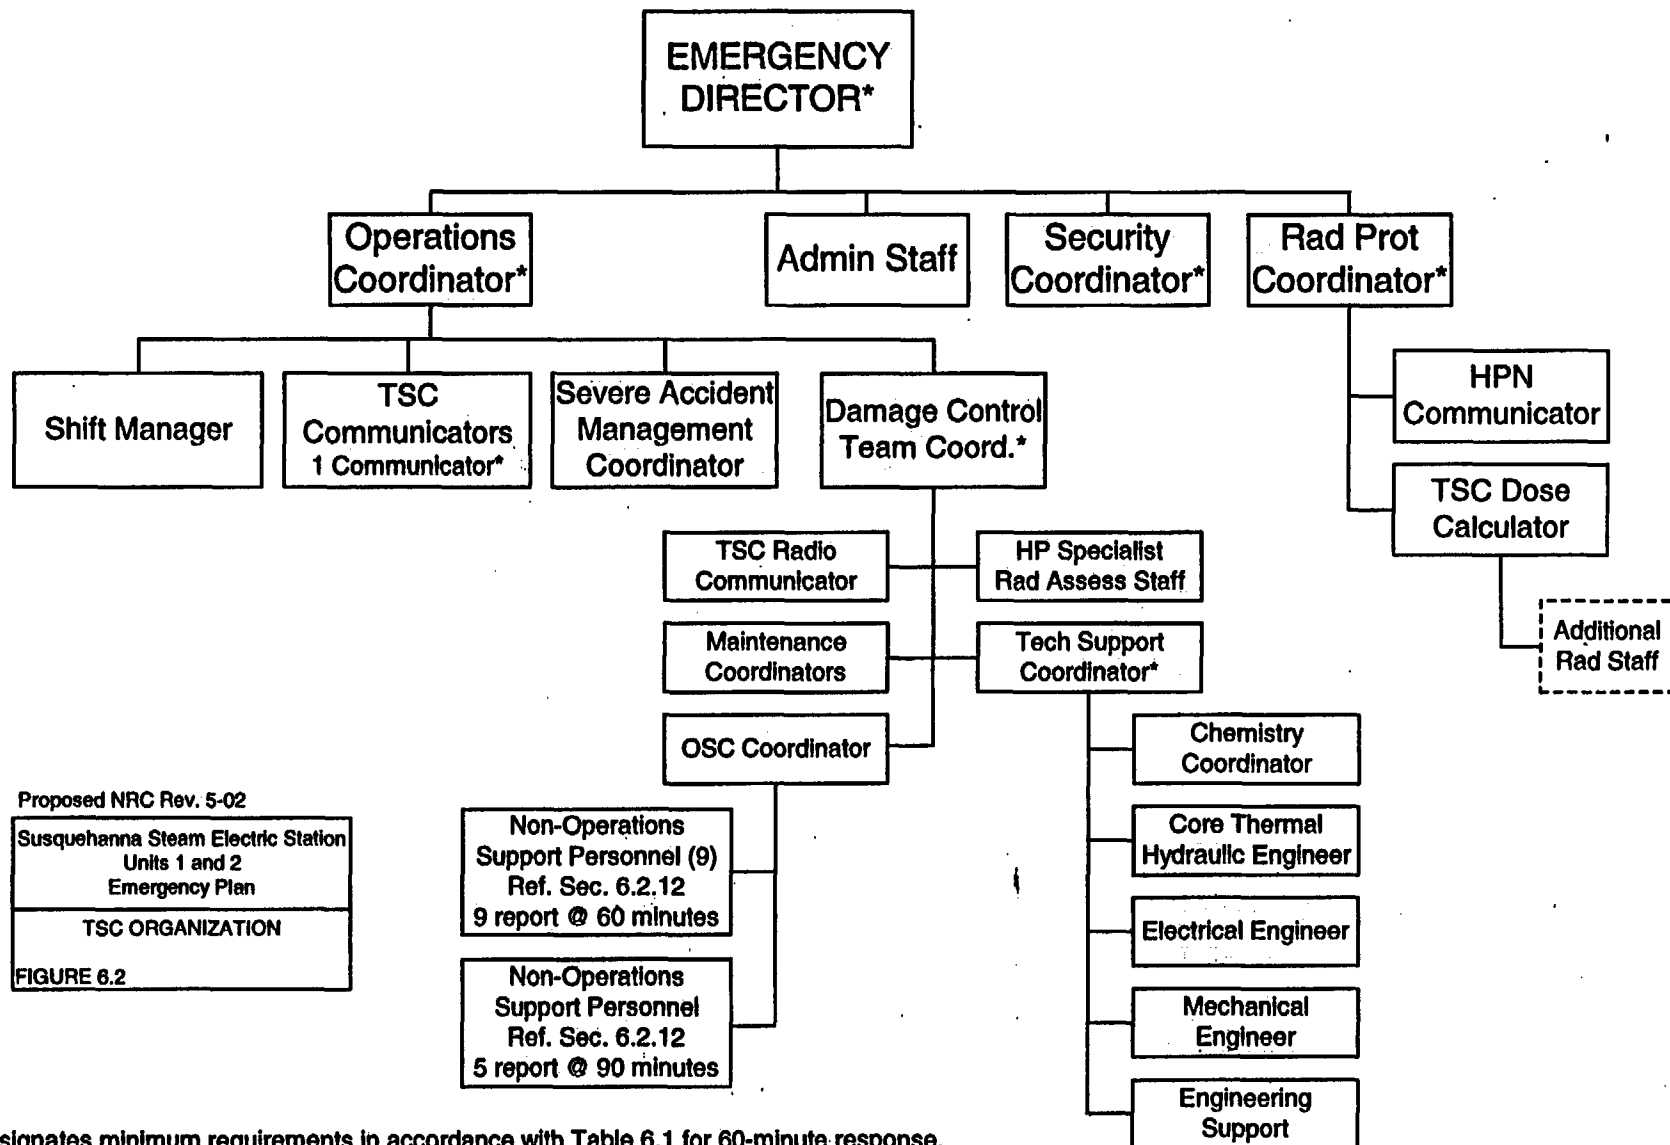 EMERGENCY
DIRECTOR*
Operations
Coordinator*
Admin Staff
Security
Coordinator*
Rad Prot
Coordinator*
Shift Manager
TSC
Communicators
1 Communicator*
Severe Accident
Management
Coordinator
Damage Control
Team Coord.*
HPN
Communicator
TSC Dose
Calculator
Additional
Rad Staff
TSC Radio
Communicator
HP Specialist
Rad Assess Staff
Maintenance
Coordinators
Tech Support
Coordinator*
OSC Coordinator
Chemistry
Coordinator
Core Thermal
Hydraulic Engineer
Electrical Engineer
Mechanical
Engineer
Engineering
Support
Non-Operations
Support Personnel (9)
Ref. Sec. 6.2.12
9 report @ 60 minutes
Non-Operations
Support Personnel
Ref. Sec. 6.2.12
5 report @ 90 minutes
Proposed NRC Rev. 5-02
Susquehanna Steam Electric Station
Units 1 and 2
Emergency Plan
TSC ORGANIZATION
FIGURE 6.2
signates minimum requirements in accordance with Table 6.1 for 60-minute response.